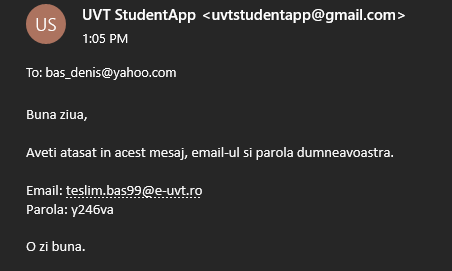 US
UVT StudentApp <uvtstudentapp@gmail.com>
1:05 PM
To: bas_denis@yahoo.com
Buna ziua,
Aveti atasat in acest mesaj, email-ul si parola dumneavoastra.
Email: teslim.bas99@e-uvt.ro
Parola: y246va
O zi buna.